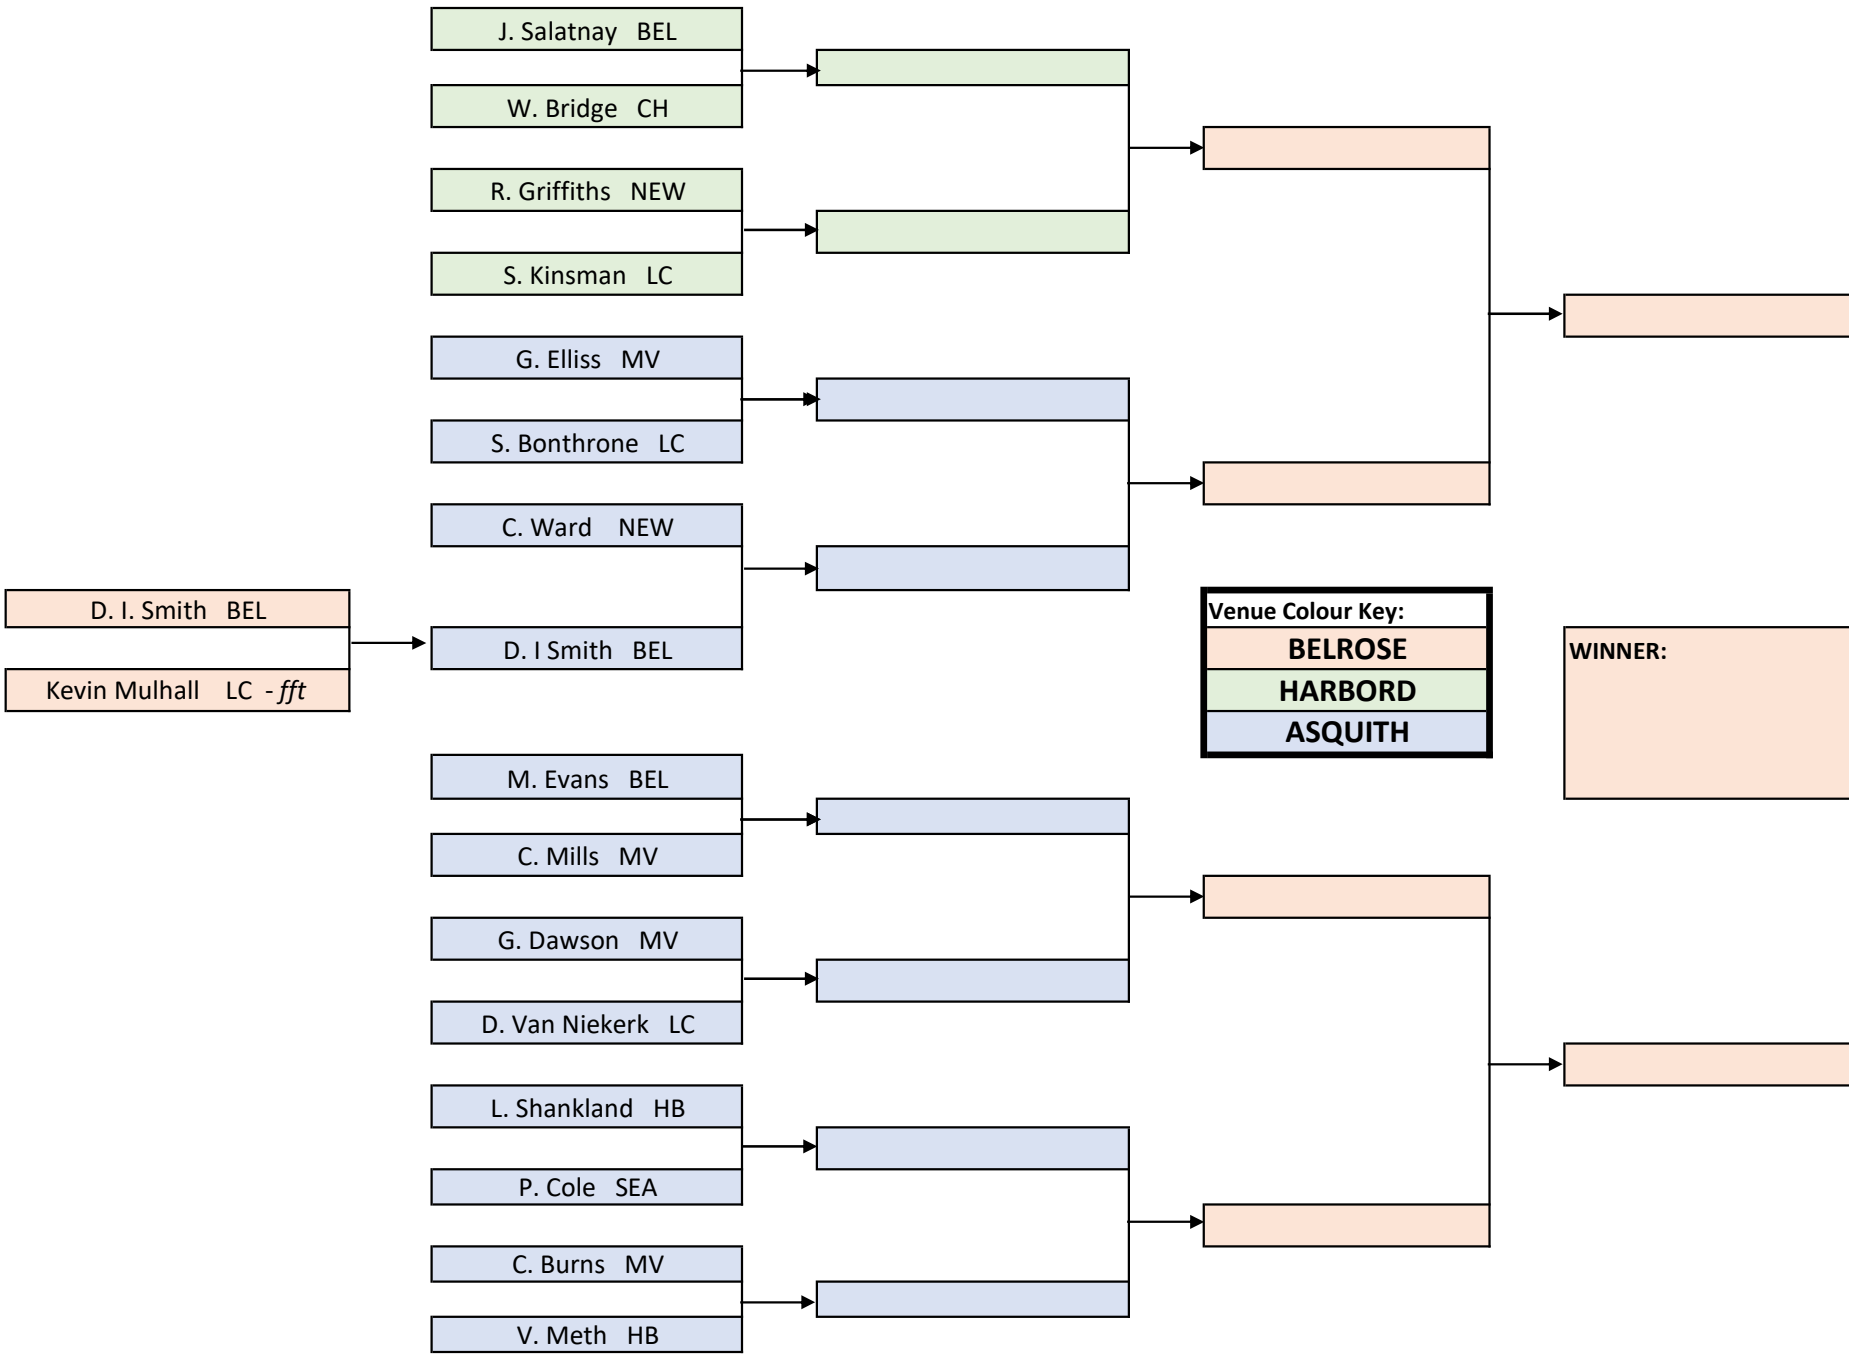 J. Salatnay BEL
W. Bridge CH
R. Griffiths NEW
S. Kinsman LC
G. Elliss MV
S. Bonthrone LC
C. Ward NEW
D. I. Smith BEL
Kevin Mulhall LC - fft
D. I Smith BEL
Venue Colour Key:
BELROSE
HARBORD
ASQUITH
WINNER:
M. Evans BEL
C. Mills MV
G. Dawson MV
D. Van Niekerk LC
L. Shankland HB
P. Cole SEA
C. Burns MV
V. Meth HB